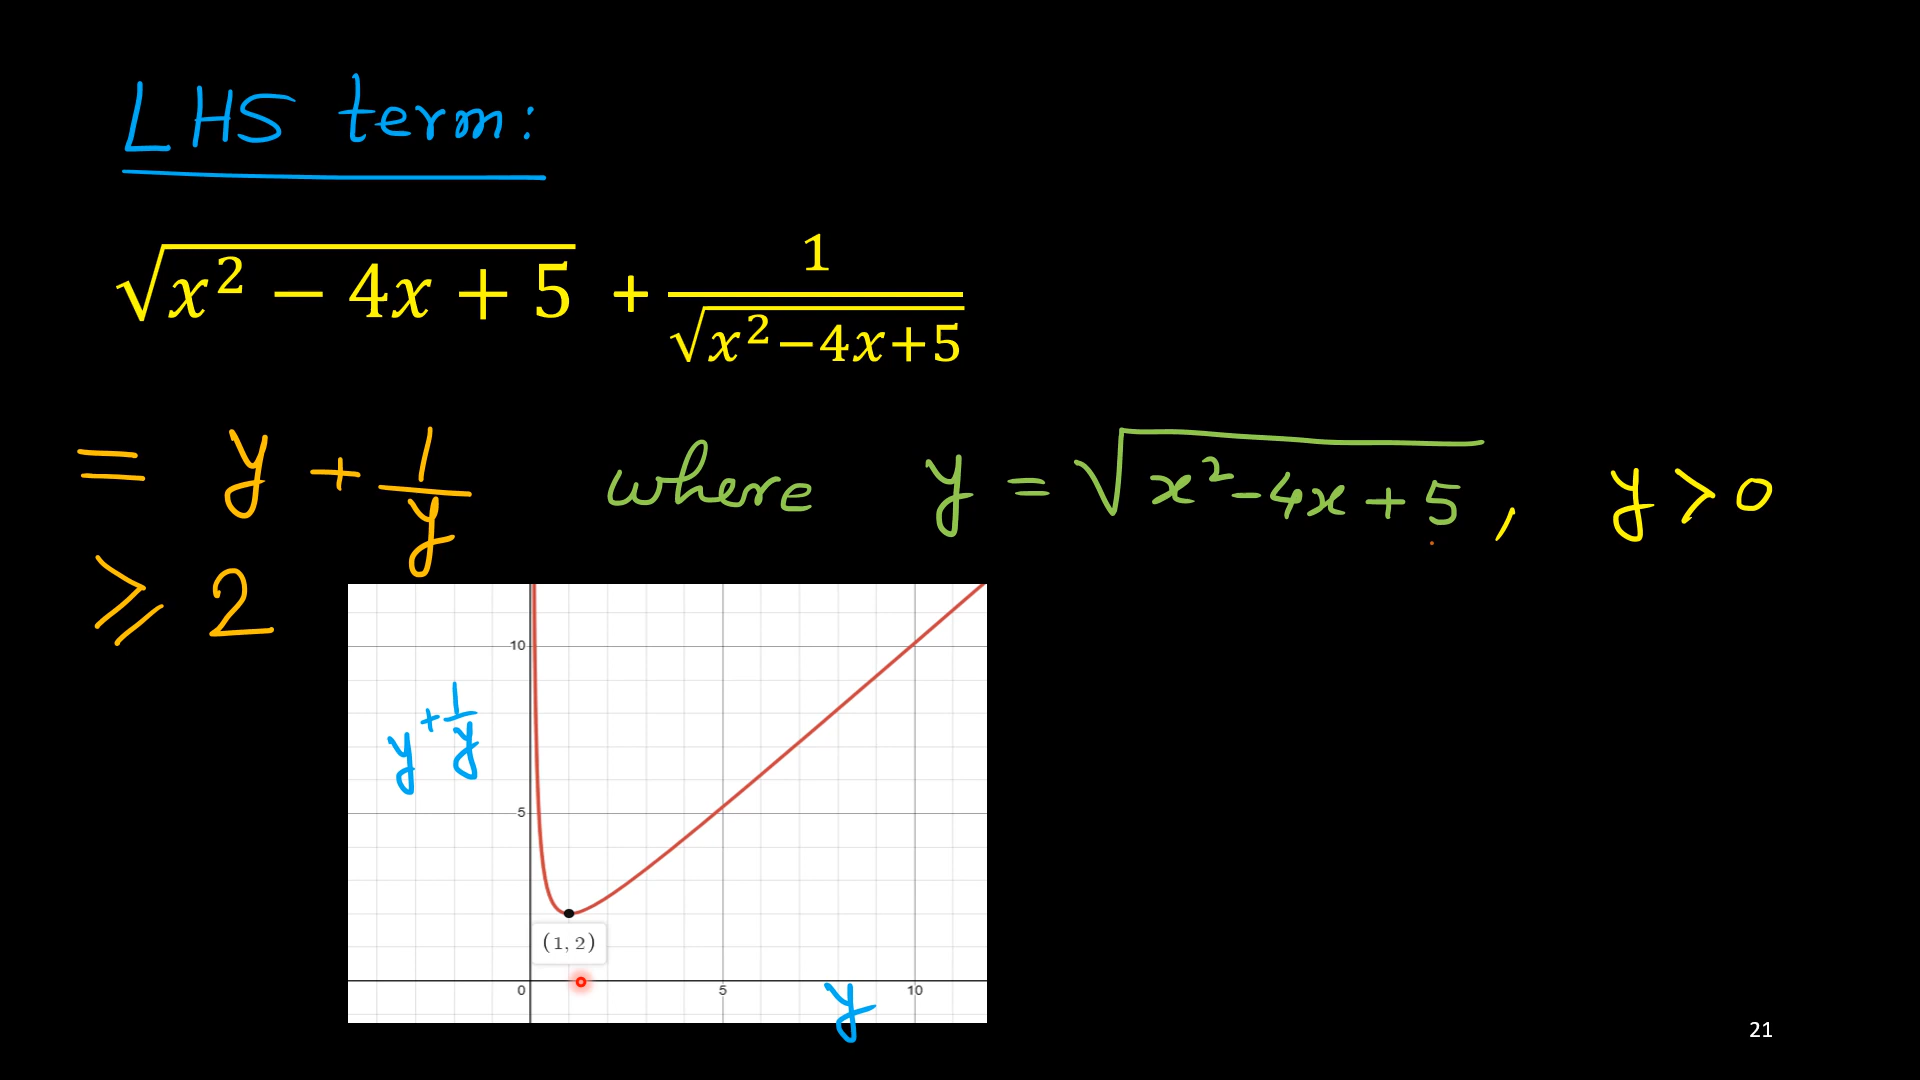 LHS term:
√(x² − 4x + 5) + 1/√(x²−4x+5)
= y + 1/y where y = √(x²−4x+5), y > 0
⩾ 2
10
y + 1/y
5
(1, 2)
0 5 10
y
21